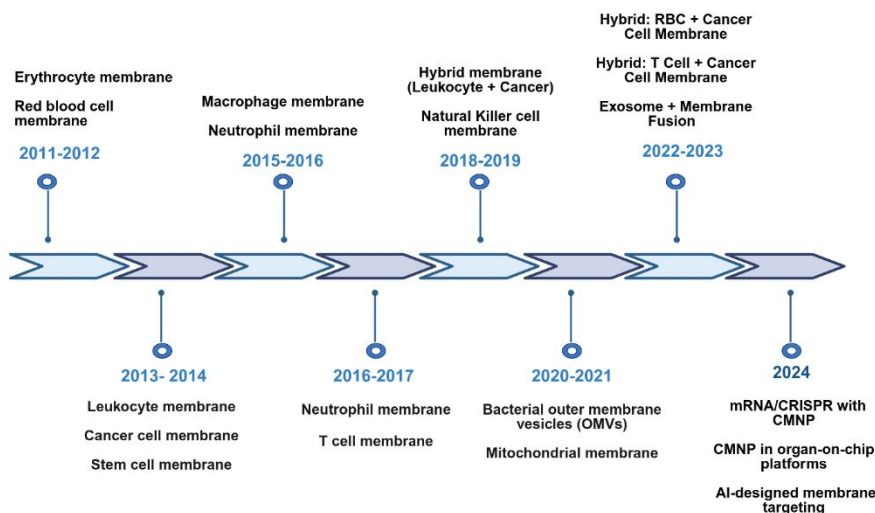 Erythrocyte membrane
Red blood cell
membrane
2011-2012
Macrophage membrane
Neutrophil membrane
2015-2016
Hybrid membrane
(Leukocyte + Cancer)
Natural Killer cell
membrane
2018-2019
Hybrid: RBC + Cancer
Cell Membrane
Hybrid: T Cell + Cancer
Cell Membrane
Exosome + Membrane
Fusion
2022-2023
2013- 2014
Leukocyte membrane
Cancer cell membrane
Stem cell membrane
2016-2017
Neutrophil membrane
T cell membrane
2020-2021
Bacterial outer membrane
vesicles (OMVs)
Mitochondrial membrane
2024
mRNA/CRISPR with
CMNP
CMNP in organ-on-chip
platforms
AI-designed membrane
targeting